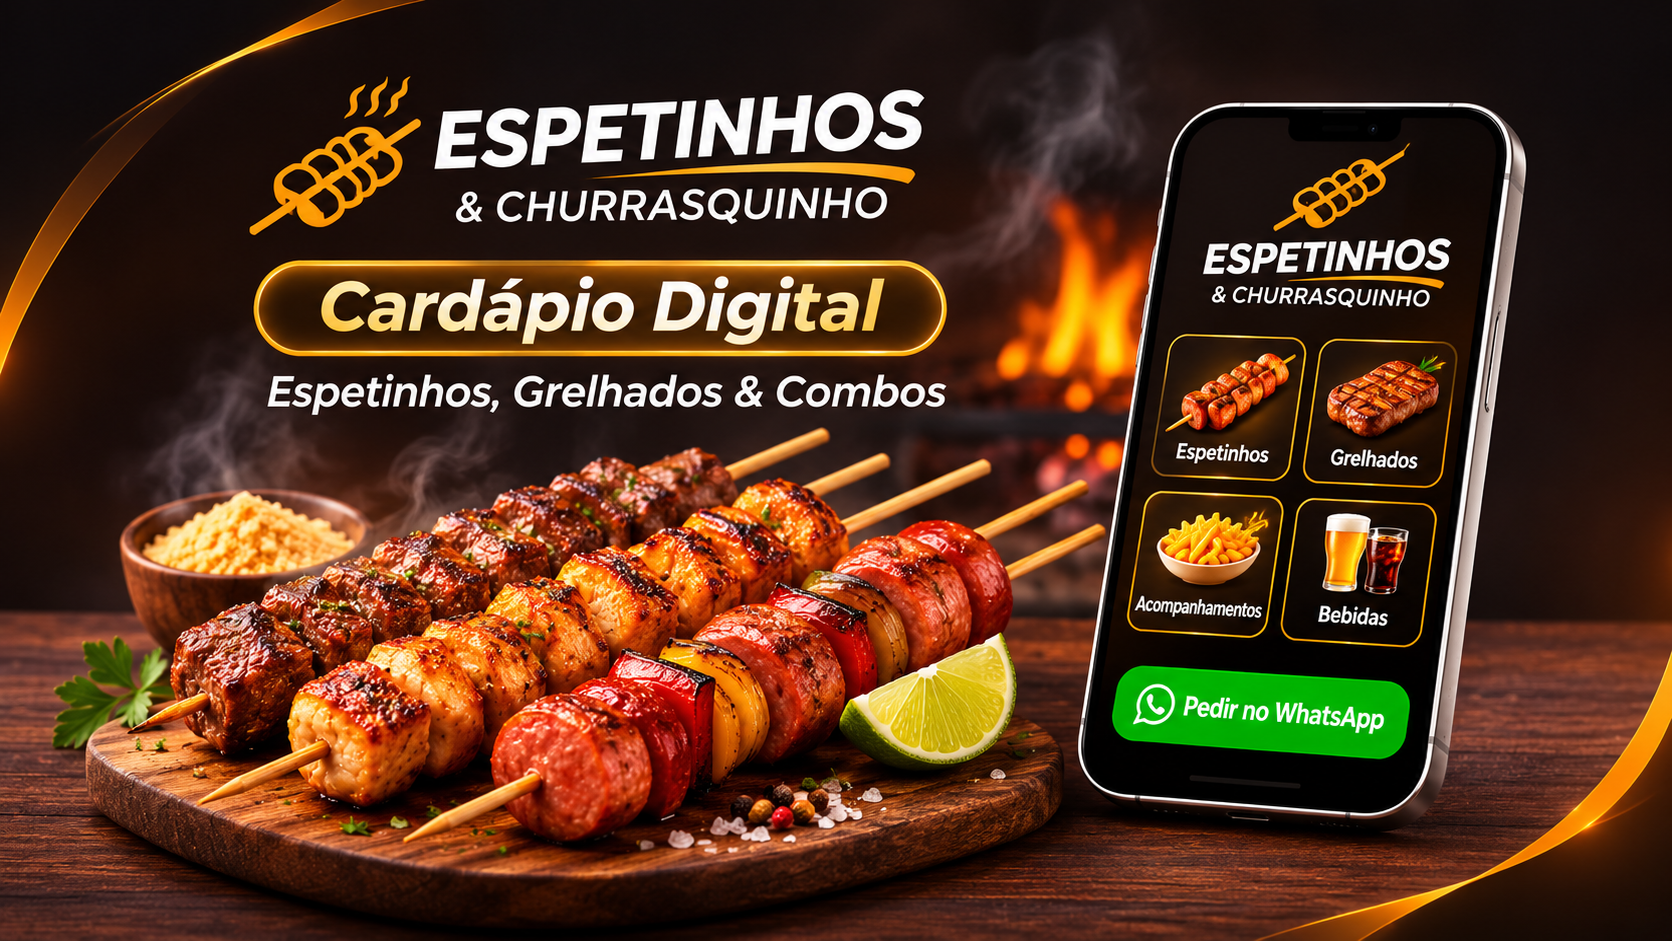 ESPETINHOS
& CHURRASQUINHO
Cardápio Digital
Espetinhos, Grelhados & Combos
ESPETINHOS
& CHURRASQUINHO
Espetinhos
Grelhados
Acompanhamentos
Bebidas
Pedir no WhatsApp